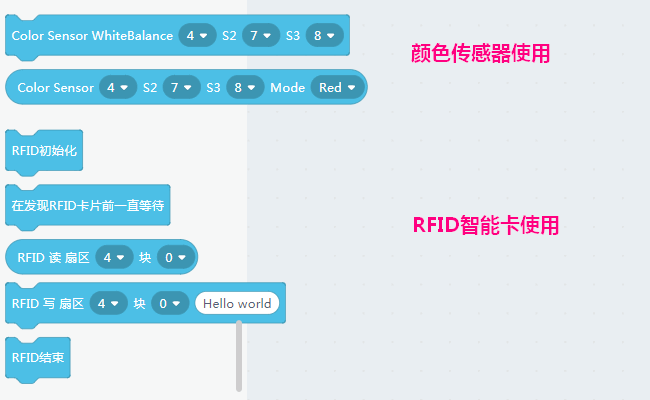 Color Sensor WhiteBalance 4 S2 7 S3 8
颜色传感器使用
Color Sensor 4 S2 7 S3 8 Mode Red
RFID初始化
在发现RFID卡片前一直等待
RFID智能卡使用
RFID 读 扇区 4 块 0
RFID 写 扇区 4 块 0 Hello world
RFID结束